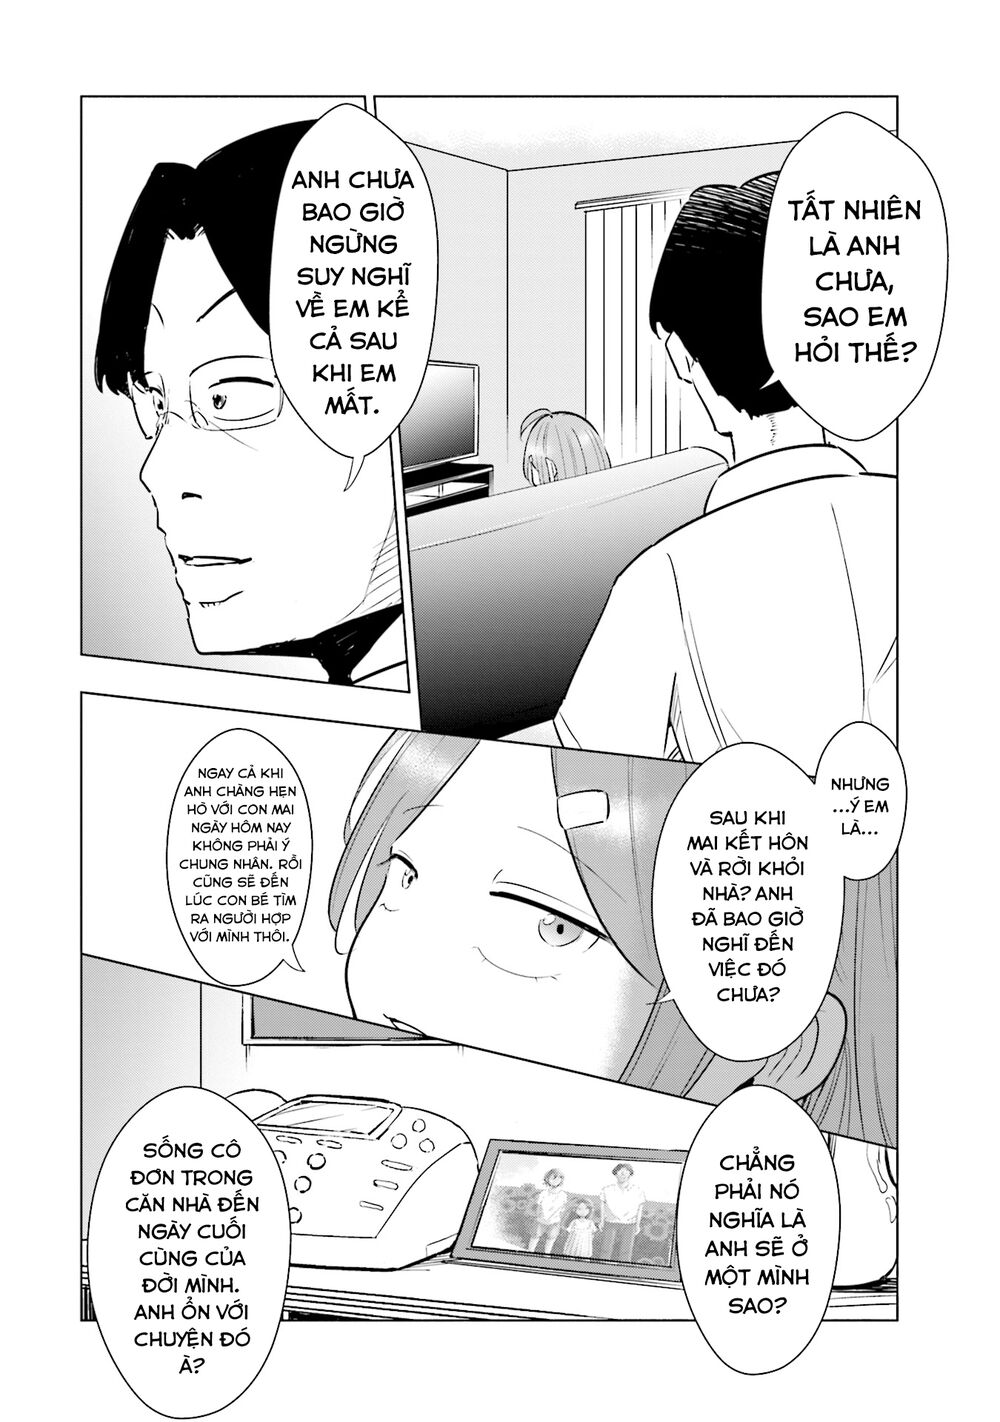 TẤT NHIÊN
LÀ ANH
CHƯA,
SAO EM
HỎI THẾ?
ANH CHƯA
BAO GIỜ
NGỪNG
SUY NGHĨ
VỀ EM KỂ
CẢ SAU
KHI EM
MẤT.
NHƯNG
...Ý EM
LÀ...
SAU KHI
MAI KẾT HÔN
VÀ RỜI KHỎI
NHÀ? ANH
ĐÃ BAO GIỜ
NGHĨ ĐẾN
VIỆC ĐÓ
CHƯA?
NGAY CẢ KHI
ANH CHÀNG HẸN
HÒ VỚI CON MAI
NGÀY HÔM NAY
KHÔNG PHẢI Ý
CHUNG NHÂN. RỒI
CŨNG SẼ ĐẾN
LÚC CON BÉ TÌM
RA NGƯỜI HỢP
VỚI MÌNH THÔI.
CHẲNG
PHẢI NÓ
NGHĨA LÀ
ANH SẼ Ở
MỘT MÌNH
SAO?
SỐNG CÔ
ĐƠN TRONG
CĂN NHÀ ĐẾN
NGÀY CUỐI
CÙNG CỦA
ĐỜI MÌNH.
ANH ỔN VỚI
CHUYỆN ĐÓ
À?